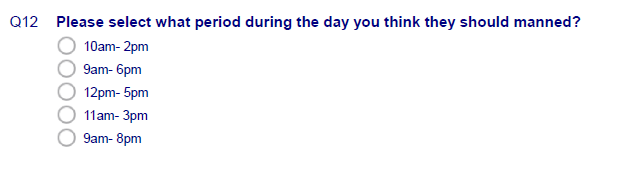 Q12 Please select what period during the day you think they should manned?
10am- 2pm
9am- 6pm
12pm- 5pm
11am- 3pm
9am- 8pm